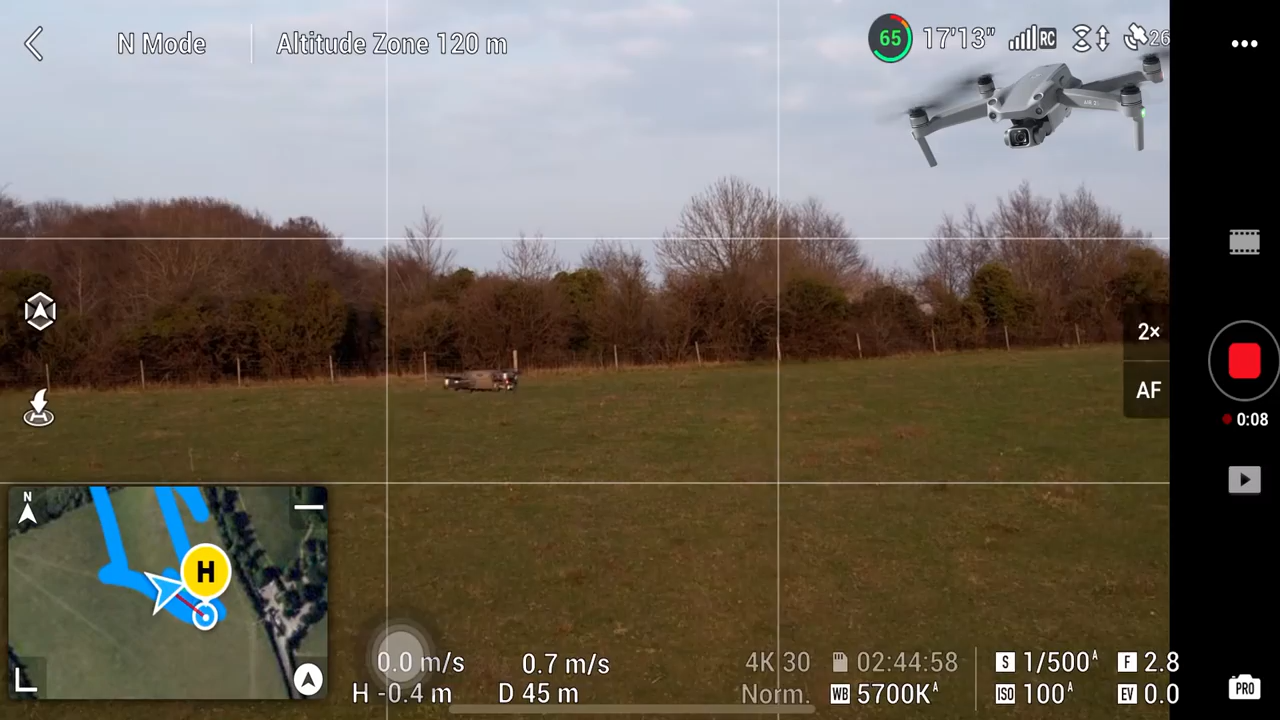 N Mode
Altitude Zone 120 m
65
17'13"
RC
26
AIR 2S
2×
AF
0:08
N
H
L
0.0 m/s
0.7 m/s
H -0.4 m
D 45 m
4K 30
02:44:58
Norm.
WB 5700K A
S 1/500 A
F 2.8
ISO 100 A
EV 0.0
PRO